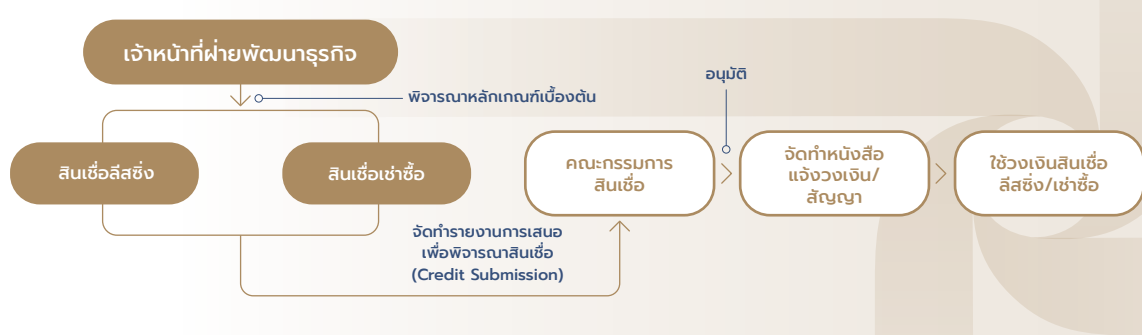 เจ้าหน้าที่ฝ่ายพัฒนาธุรกิจ
พิจารณาหลักเกณฑ์เบื้องต้น
สินเชื่อลีสซิ่ง
สินเชื่อเช่าซื้อ
จัดทำรายงานการเสนอ
เพื่อพิจารณาสินเชื่อ
(Credit Submission)
คณะกรรมการ
สินเชื่อ
อนุมัติ
จัดทำหนังสือ
แจ้งวงเงิน/
สัญญา
ใช้วงเงินสินเชื่อ
ลีสซิ่ง/เช่าซื้อ